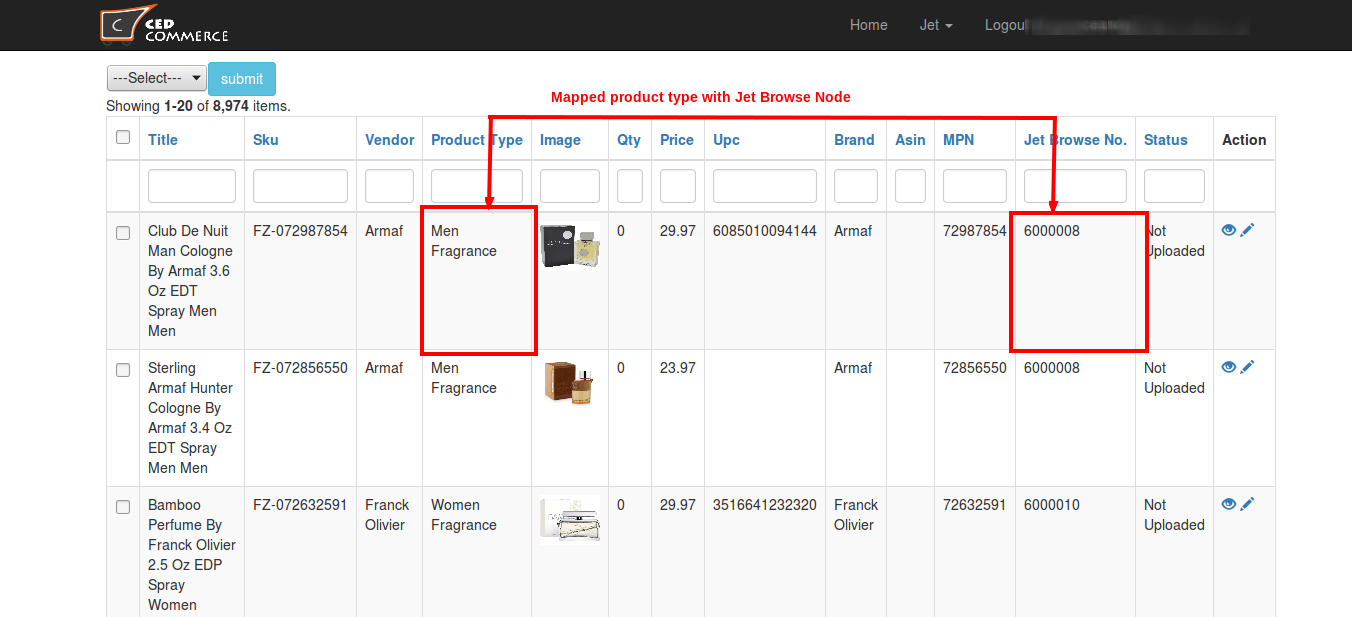 CED
COMMERCE
Home Jet Logout
---Select--- submit
Showing 1-20 of 8,974 items.
Mapped product type with Jet Browse Node
Title Sku Vendor Product Type Image Qty Price Upc Brand Asin MPN Jet Browse No. Status Action
Club De Nuit FZ-072987854 Armaf Men 0 29.97 6085010094144 Armaf 72987854 6000008 Not
Man Cologne Fragrance Uploaded
By Armaf 3.6
Oz EDT
Spray Men
Men
Sterling FZ-072856550 Armaf Men 0 23.97 Armaf 72856550 6000008 Not
Armaf Hunter Fragrance Uploaded
Cologne By
Armaf 3.4 Oz
EDT Spray
Men Men
Bamboo FZ-072632591 Franck Women 0 29.97 3516641232320 Franck 72632591 6000010 Not
Perfume By Olivier Fragrance Olivier Uploaded
Franck Olivier
2.5 Oz EDP
Spray
Women